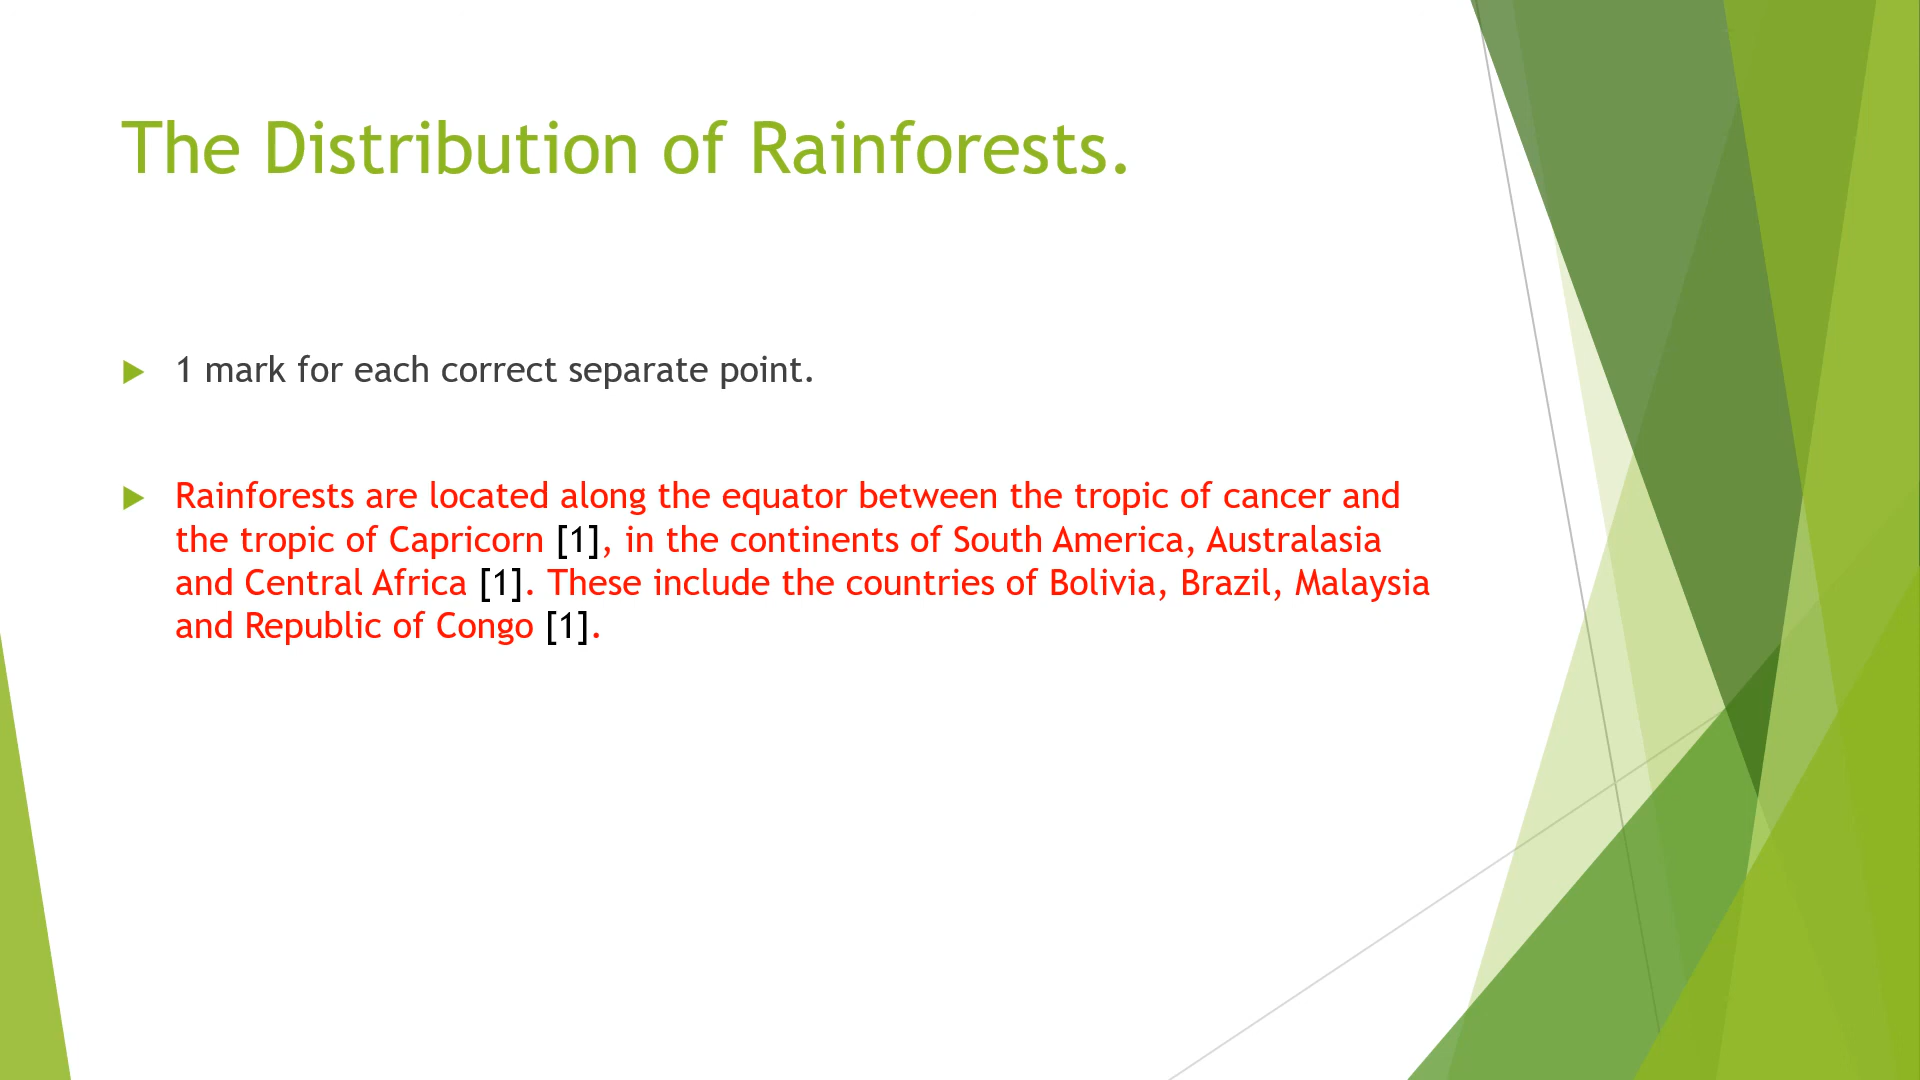 The Distribution of Rainforests.
1 mark for each correct separate point.
Rainforests are located along the equator between the tropic of cancer and
the tropic of Capricorn [1], in the continents of South America, Australasia
and Central Africa [1]. These include the countries of Bolivia, Brazil, Malaysia
and Republic of Congo [1].